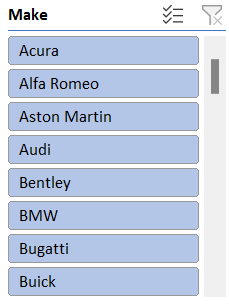 Make
Acura
Alfa Romeo
Aston Martin
Audi
Bentley
BMW
Bugatti
Buick